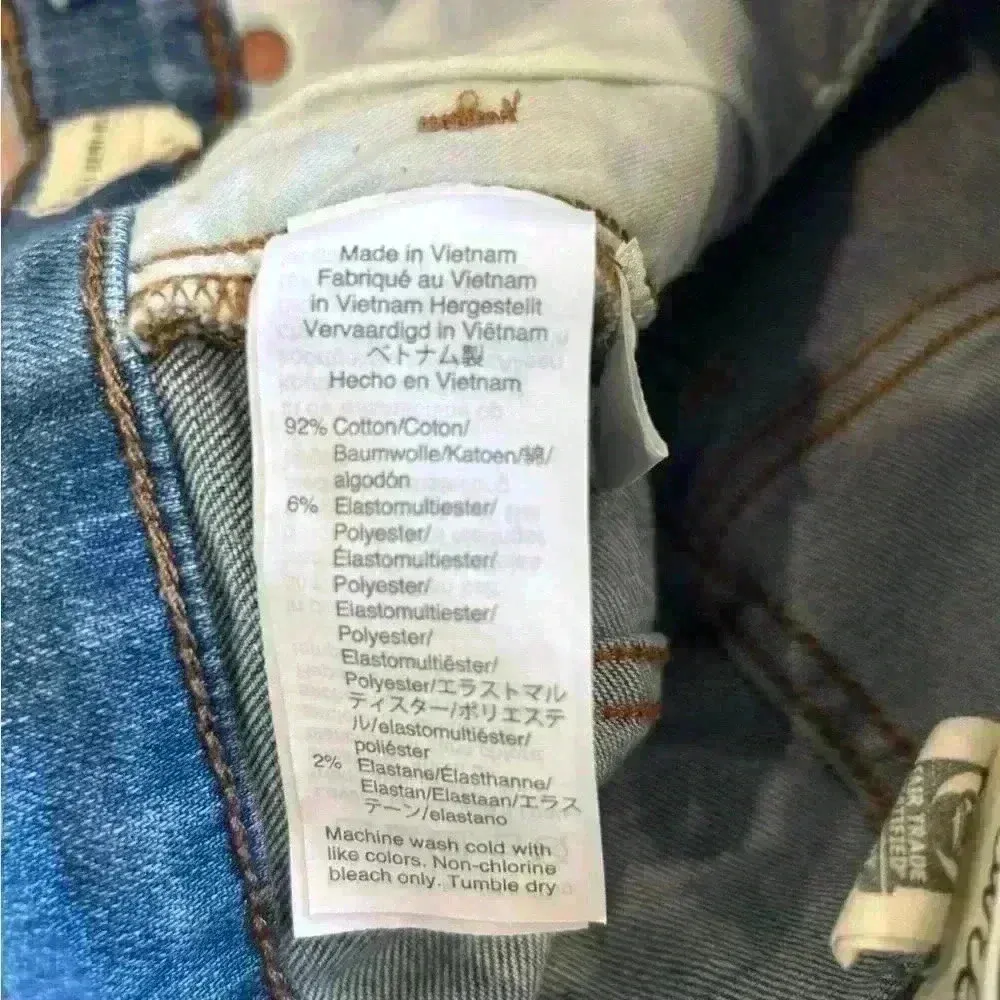 Made in Vietnam
Fabriqué au Vietnam
in Vietnam Hergestellt
Vervaardigd in Viêtnam
ベトナム製
Hecho en Vietnam
92% Cotton/Coton/
Baumwolle/Katoen/綿/
algodón
6% Elastomultiester/
Polyester/
Élastomultiester/
Polyester/
Elastomultiester/
Polyester/
Elastomultiëster/
Polyester/エラストマル
ティスター/ポリエステ
ル/elastomultiéster/
poliéster
2% Elastane/Élasthanne/
Elastan/Elastaan/エラス
テーン/elastano
Machine wash cold with
like colors. Non-chlorine
bleach only. Tumble dry
FAIR TRADE
CERTIFIED